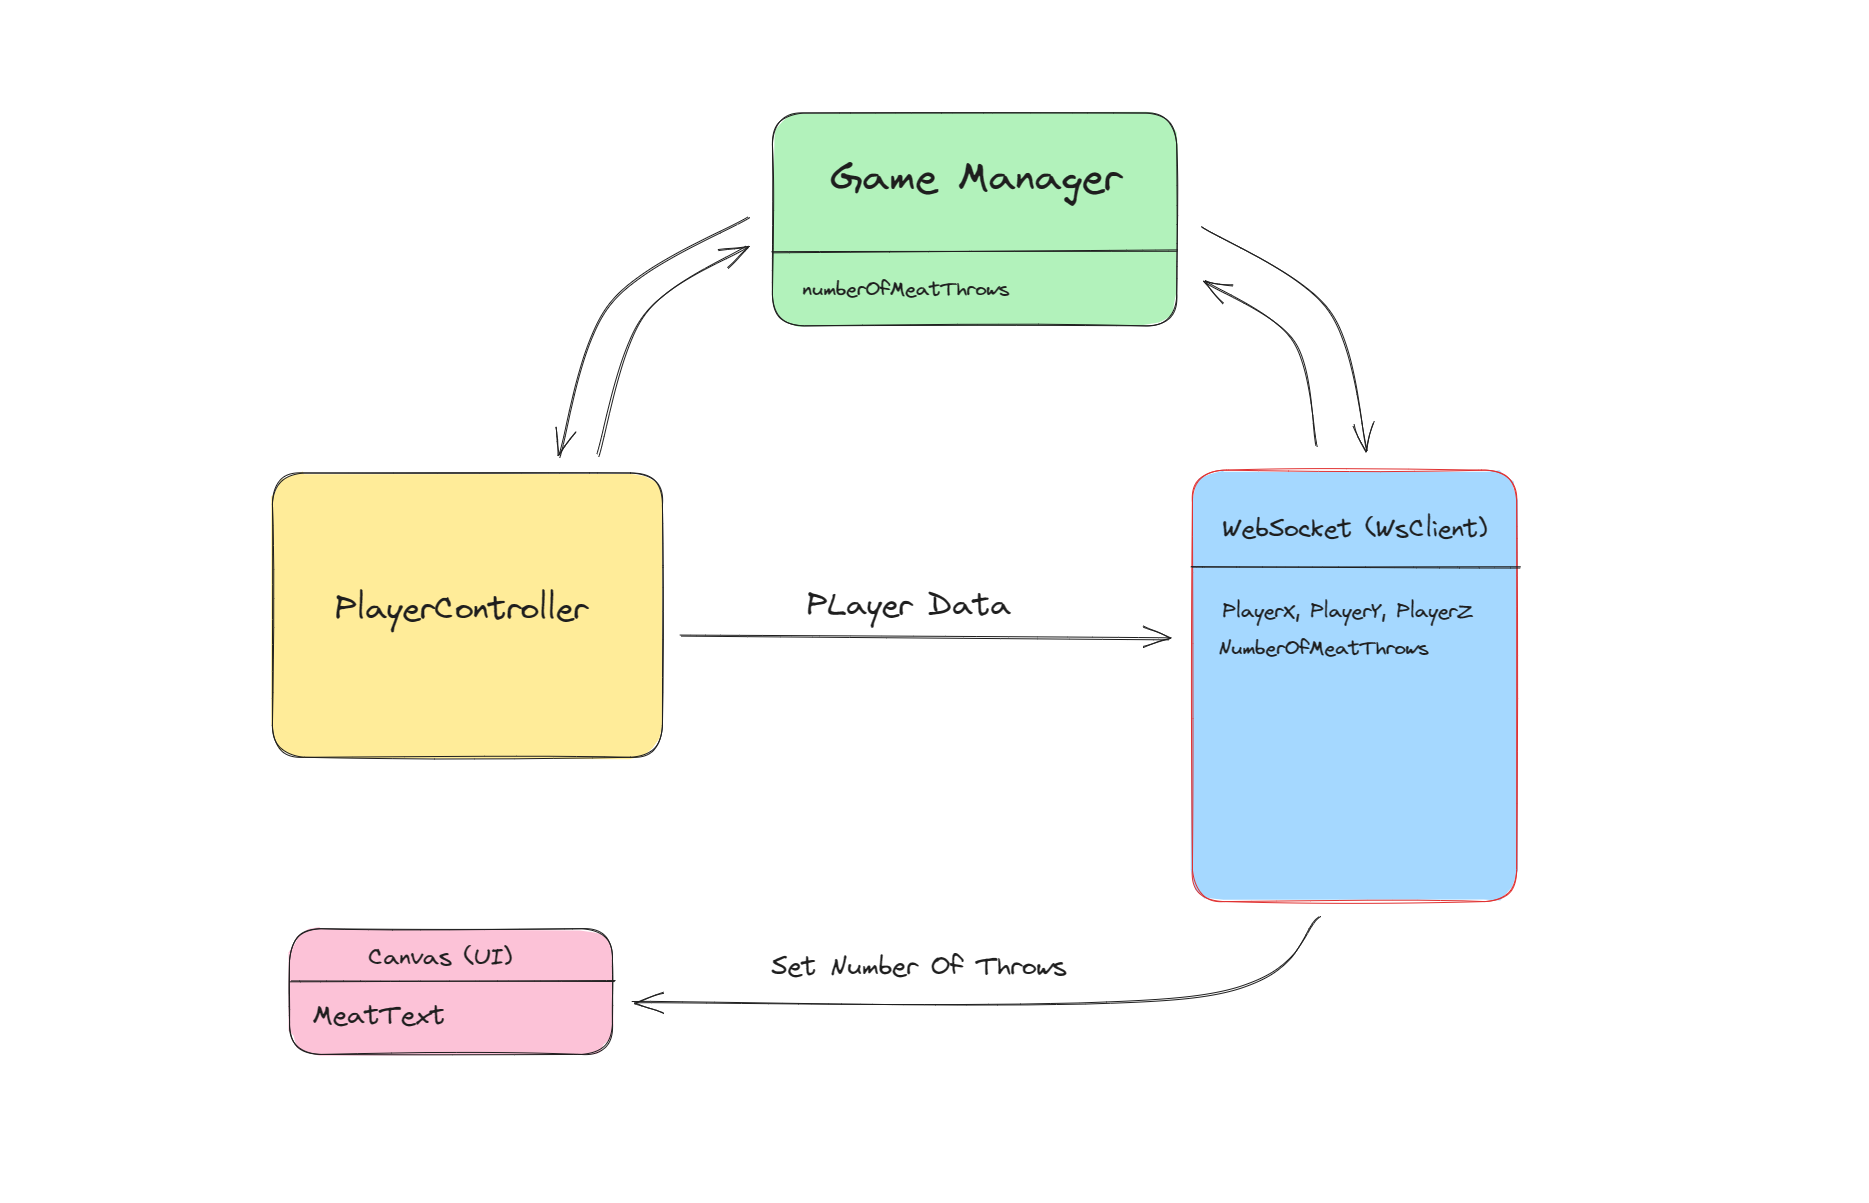 Game Manager
numberOfMeatThrows
PlayerController
PLayer Data
WebSocket (WsClient)
PlayerX, PlayerY, PlayerZ
NumberOfMeatThrows
Canvas (UI)
MeatText
Set Number Of Throws